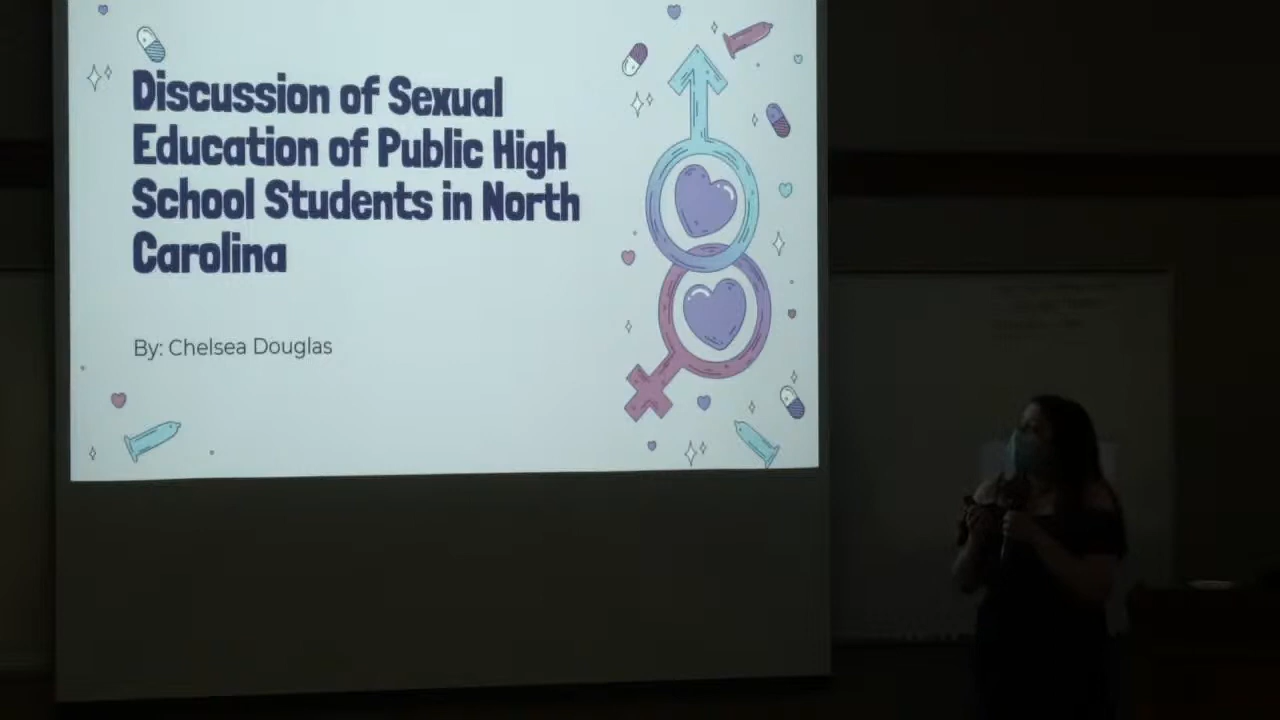 Discussion of Sexual
Education of Public High
School Students in North
Carolina
By: Chelsea Douglas